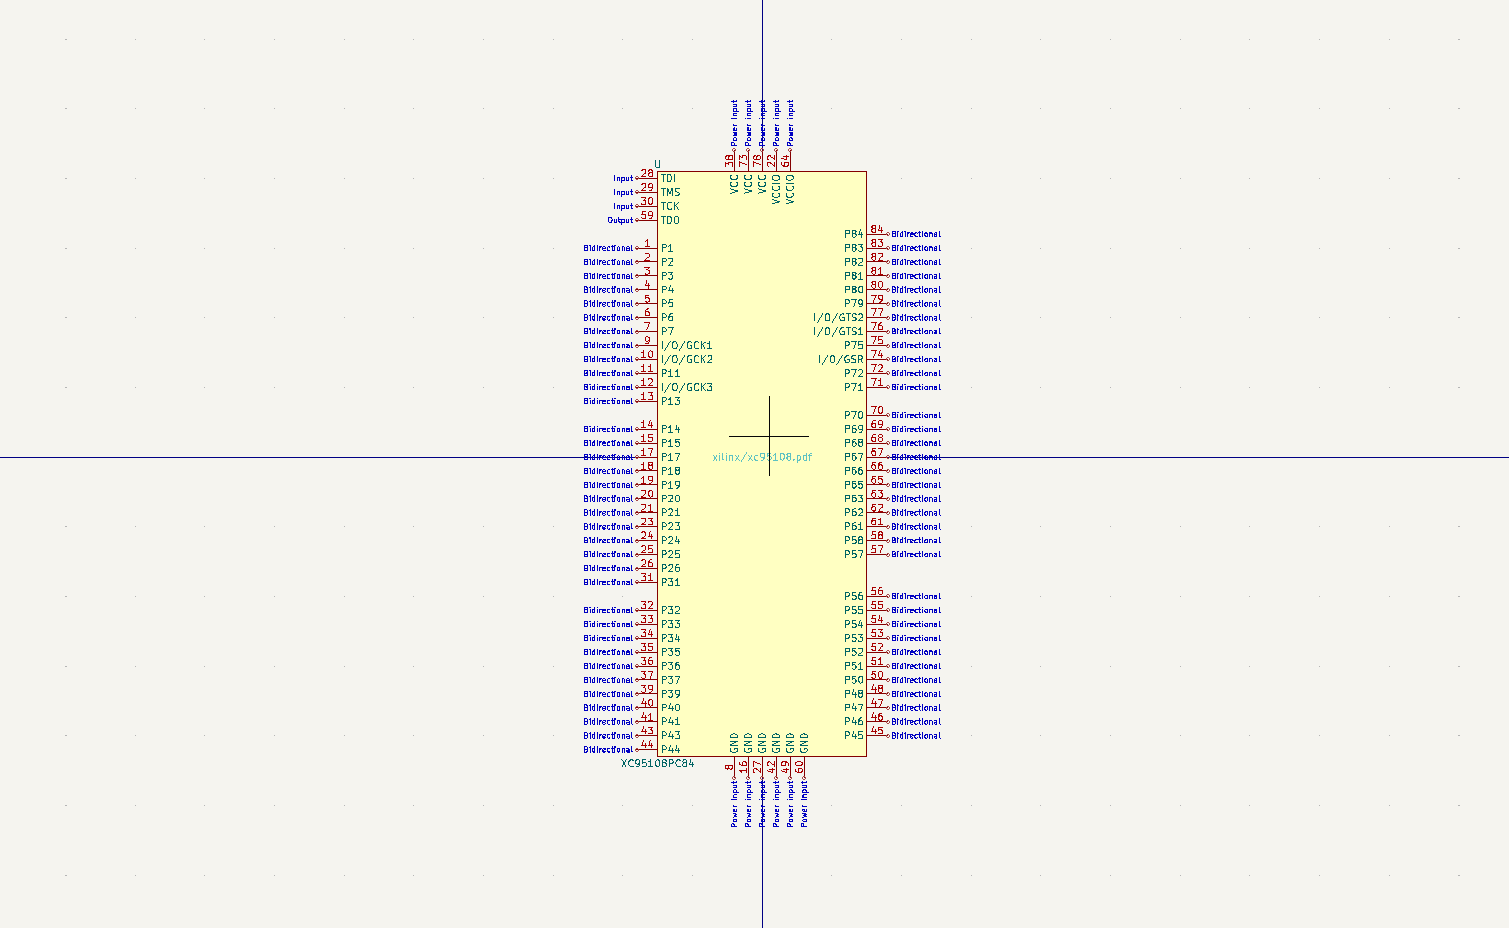 Power Input Power Input Power Input Power Input Power Input
38 73 78 22 64
VCC VCC VCC VCCIO VCCIO
U
Input 28 TDI
Input 29 TMS
Input 30 TCK
Output 59 TDO
P84 84 Bidirectional
Bidirectional 1 P1 P83 83 Bidirectional
Bidirectional 2 P2 P82 82 Bidirectional
Bidirectional 3 P3 P81 81 Bidirectional
Bidirectional 4 P4 P80 80 Bidirectional
Bidirectional 5 P5 P79 79 Bidirectional
Bidirectional 6 P6 I/O/GTS2 77 Bidirectional
Bidirectional 7 P7 I/O/GTS1 76 Bidirectional
Bidirectional 9 I/O/GCK1 P75 75 Bidirectional
Bidirectional 10 I/O/GCK2 I/O/GSR 74 Bidirectional
Bidirectional 11 P11 P72 72 Bidirectional
Bidirectional 12 I/O/GCK3 P71 71 Bidirectional
Bidirectional 13 P13
P70 70 Bidirectional
Bidirectional 14 P14 P69 69 Bidirectional
Bidirectional 15 P15 P68 68 Bidirectional
Bidirectional 17 P17 xilinx/xc95108.pdf P67 67 Bidirectional
Bidirectional 18 P18 P66 66 Bidirectional
Bidirectional 19 P19 P65 65 Bidirectional
Bidirectional 20 P20 P63 63 Bidirectional
Bidirectional 21 P21 P62 62 Bidirectional
Bidirectional 23 P23 P61 61 Bidirectional
Bidirectional 24 P24 P58 58 Bidirectional
Bidirectional 25 P25 P57 57 Bidirectional
Bidirectional 26 P26
Bidirectional 31 P31
P56 56 Bidirectional
Bidirectional 32 P32 P55 55 Bidirectional
Bidirectional 33 P33 P54 54 Bidirectional
Bidirectional 34 P34 P53 53 Bidirectional
Bidirectional 35 P35 P52 52 Bidirectional
Bidirectional 36 P36 P51 51 Bidirectional
Bidirectional 37 P37 P50 50 Bidirectional
Bidirectional 39 P39 P48 48 Bidirectional
Bidirectional 40 P40 P47 47 Bidirectional
Bidirectional 41 P41 P46 46 Bidirectional
Bidirectional 43 P43 P45 45 Bidirectional
Bidirectional 44 P44
GND GND GND GND GND GND
XC95108PC84
8 16 27 42 49 60
Power Input Power Input Power Input Power Input Power Input Power Input